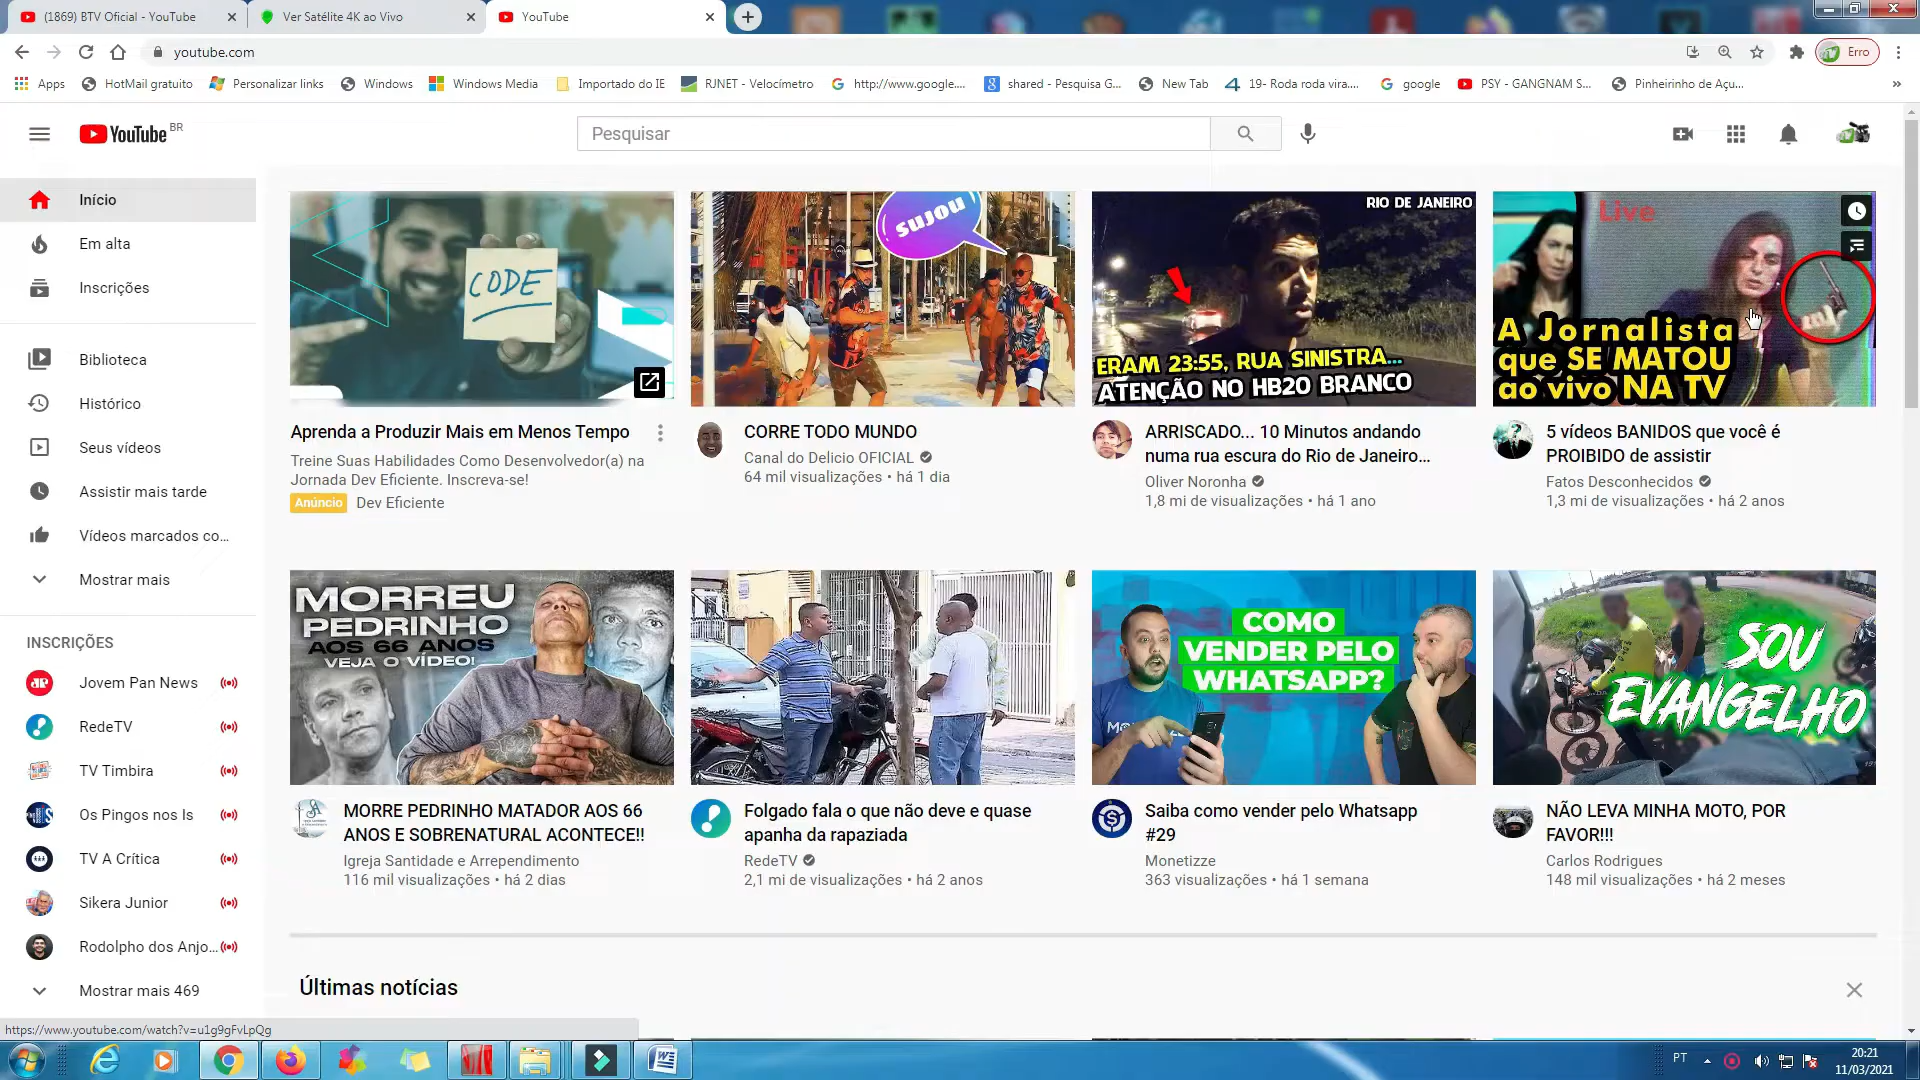 (1869) BTV Oficial - YouTube
Ver Satélite 4K ao Vivo
YouTube
youtube.com
Erro
Apps
HotMail gratuito
Personalizar links
Windows
Windows Media
Importado do IE
RJNET - Velocímetro
http://www.google....
shared - Pesquisa G...
New Tab
19- Roda roda vira....
google
PSY - GANGNAM S...
Pinheirinho de Açu...
»
YouTube BR
Pesquisar
Início
Em alta
Inscrições
Biblioteca
Histórico
Seus vídeos
Assistir mais tarde
Vídeos marcados co...
Mostrar mais
INSCRIÇÕES
Jovem Pan News
RedeTV
TV Timbira
Os Pingos nos Is
TV A Crítica
Sikera Junior
Rodolpho dos Anjo...
Mostrar mais 469
CODE
Aprenda a Produzir Mais em Menos Tempo
Treine Suas Habilidades Como Desenvolvedor(a) na
Jornada Dev Eficiente. Inscreva-se!
Anúncio Dev Eficiente
sujou
CORRE TODO MUNDO
Canal do Delicio OFICIAL
64 mil visualizações • há 1 dia
RIO DE JANEIRO
ERAM 23:55, RUA SINISTRA...
ATENÇÃO NO HB20 BRANCO
ARRISCADO... 10 Minutos andando
numa rua escura do Rio de Janeiro...
Oliver Noronha
1,8 mi de visualizações • há 1 ano
Live
A Jornalista
que SE MATOU
ao vivo NA TV
5 vídeos BANIDOS que você é
PROIBIDO de assistir
Fatos Desconhecidos
1,3 mi de visualizações • há 2 anos
MORREU
PEDRINHO
AOS 66 ANOS
VEJA O VÍDEO!
MORRE PEDRINHO MATADOR AOS 66
ANOS E SOBRENATURAL ACONTECE!!
Igreja Santidade e Arrependimento
116 mil visualizações • há 2 dias
Folgado fala o que não deve e quase
apanha da rapaziada
RedeTV
2,1 mi de visualizações • há 2 anos
COMO
VENDER PELO
WHATSAPP?
Saiba como vender pelo Whatsapp
#29
Monetizze
363 visualizações • há 1 semana
SOU
EVANGELHO
NÃO LEVA MINHA MOTO, POR
FAVOR!!!
Carlos Rodrigues
148 mil visualizações • há 2 meses
Últimas notícias
https://www.youtube.com/watch?v=u1g9gFvLpQg
PT
20:21
11/03/2021